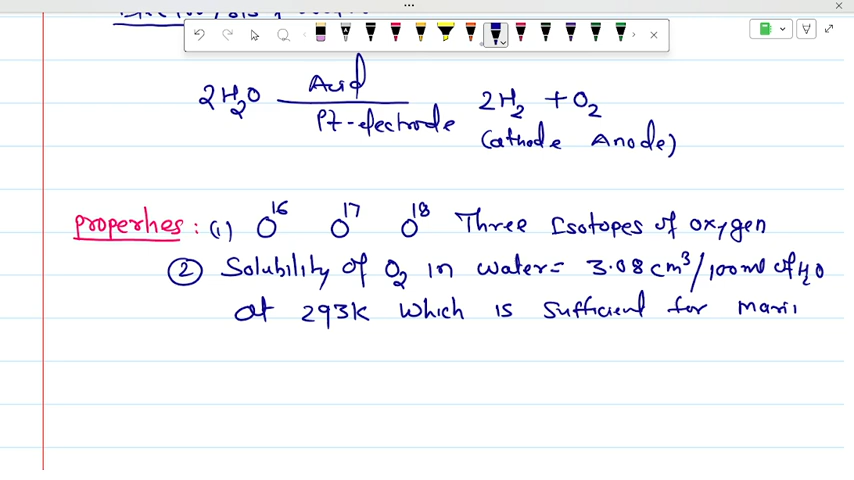 2H₂O Acid
Pt-electrode 2H₂ + O₂
(Cathode Anode)
Properties: (1) O¹⁶ O¹⁷ O¹⁸ Three Isotopes of oxygen
② Solubility of O₂ in water = 3.08 cm³/100ml of H₂O
at 293K which is sufficient for